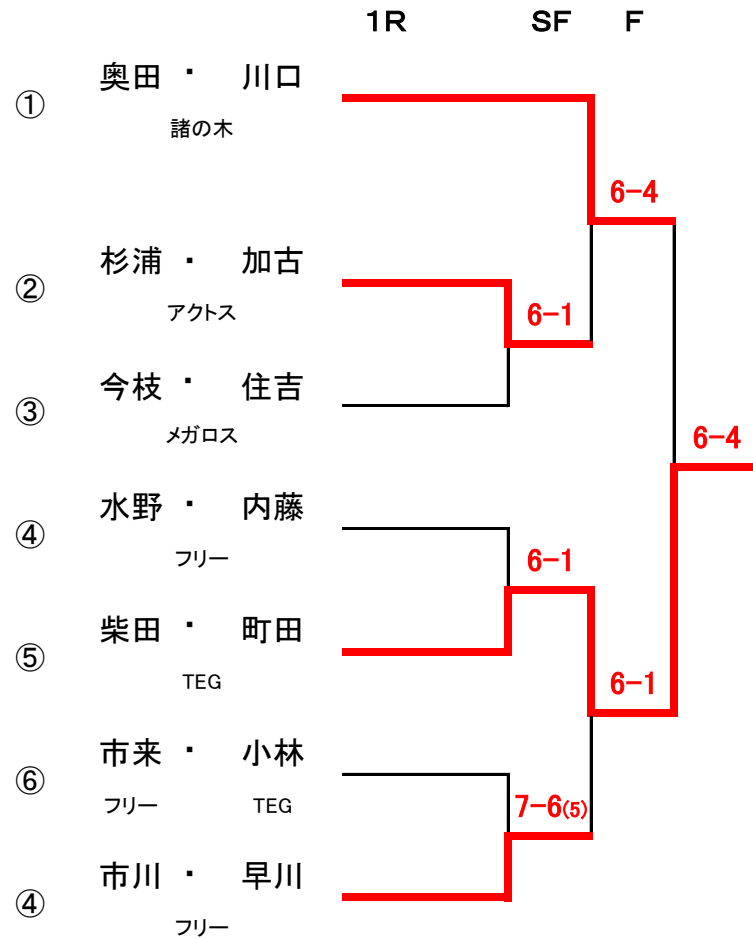 1R SF F
奥田 ・ 川口
①
諸の木
6-4
杉浦 ・ 加古
②
アクトス
6-1
今枝 ・ 住吉
③
メガロス
6-4
水野 ・ 内藤
④
フリー
6-1
柴田 ・ 町田
⑤
TEG
6-1
市来 ・ 小林
⑥
フリー TEG
7-6(5)
市川 ・ 早川
④
フリー